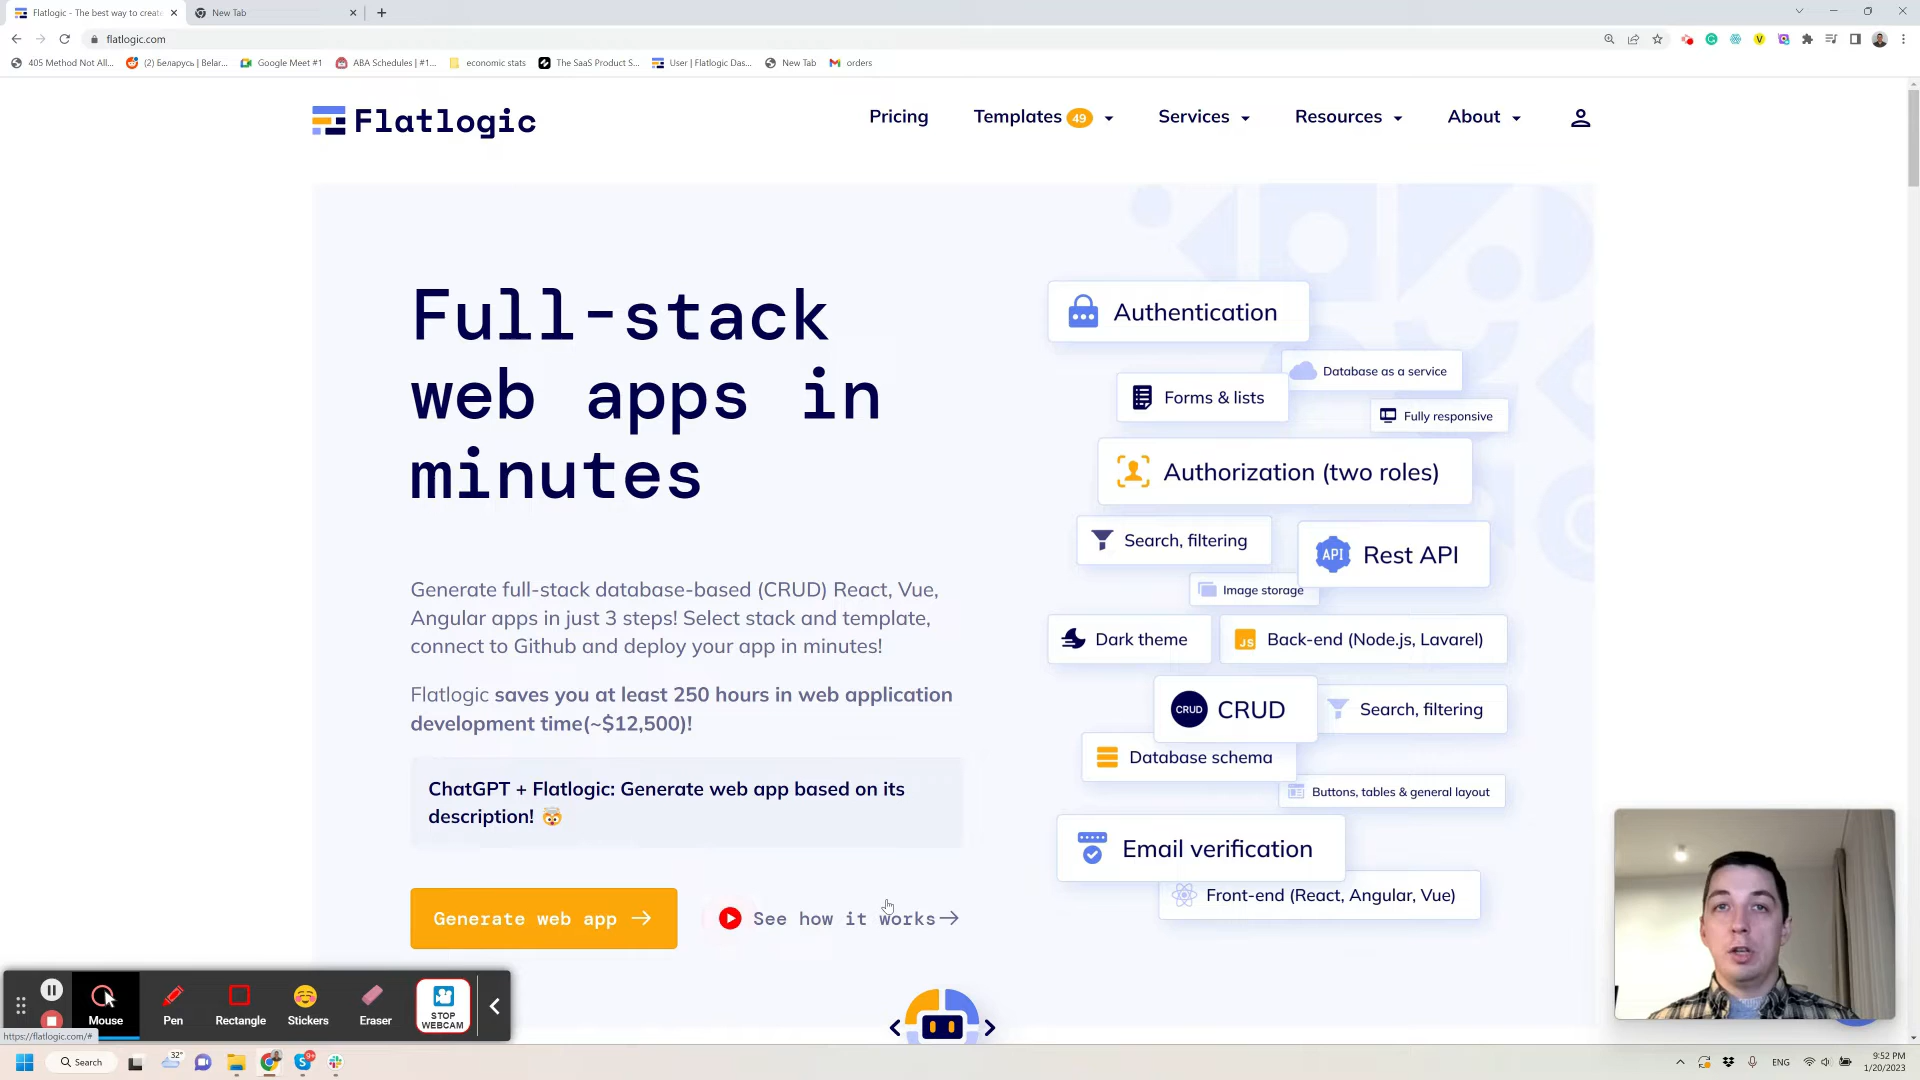 Flatlogic - The best way to creat
New Tab
flatlogic.com
405 Method Not All...
(2) Беларусь | Belar...
Google Meet #1
ABA Schedules | #1...
economic stats
The SaaS Product S...
User | Flatlogic Das...
New Tab
orders
Flatlogic
Pricing
Templates 49
Services
Resources
About
Full-stack
web apps in
minutes
Generate full-stack database-based (CRUD) React, Vue,
Angular apps in just 3 steps! Select stack and template,
connect to Github and deploy your app in minutes!
Flatlogic saves you at least 250 hours in web application
development time(~$12,500)!
ChatGPT + Flatlogic: Generate web app based on its
description! 🤯
Generate web app
See how it works
Authentication
Database as a service
Forms & lists
Fully responsive
Authorization (two roles)
Search, filtering
API Rest API
Image storage
Dark theme
JS Back-end (Node.js, Lavarel)
CRUD CRUD
Search, filtering
Database schema
Buttons, tables & general layout
Email verification
Front-end (React, Angular, Vue)
Mouse
Pen
Rectangle
Stickers
Eraser
STOP
WEBCAM
https://flatlogic.com/#
Search
32°
9+
ENG
9:52 PM
1/20/2023